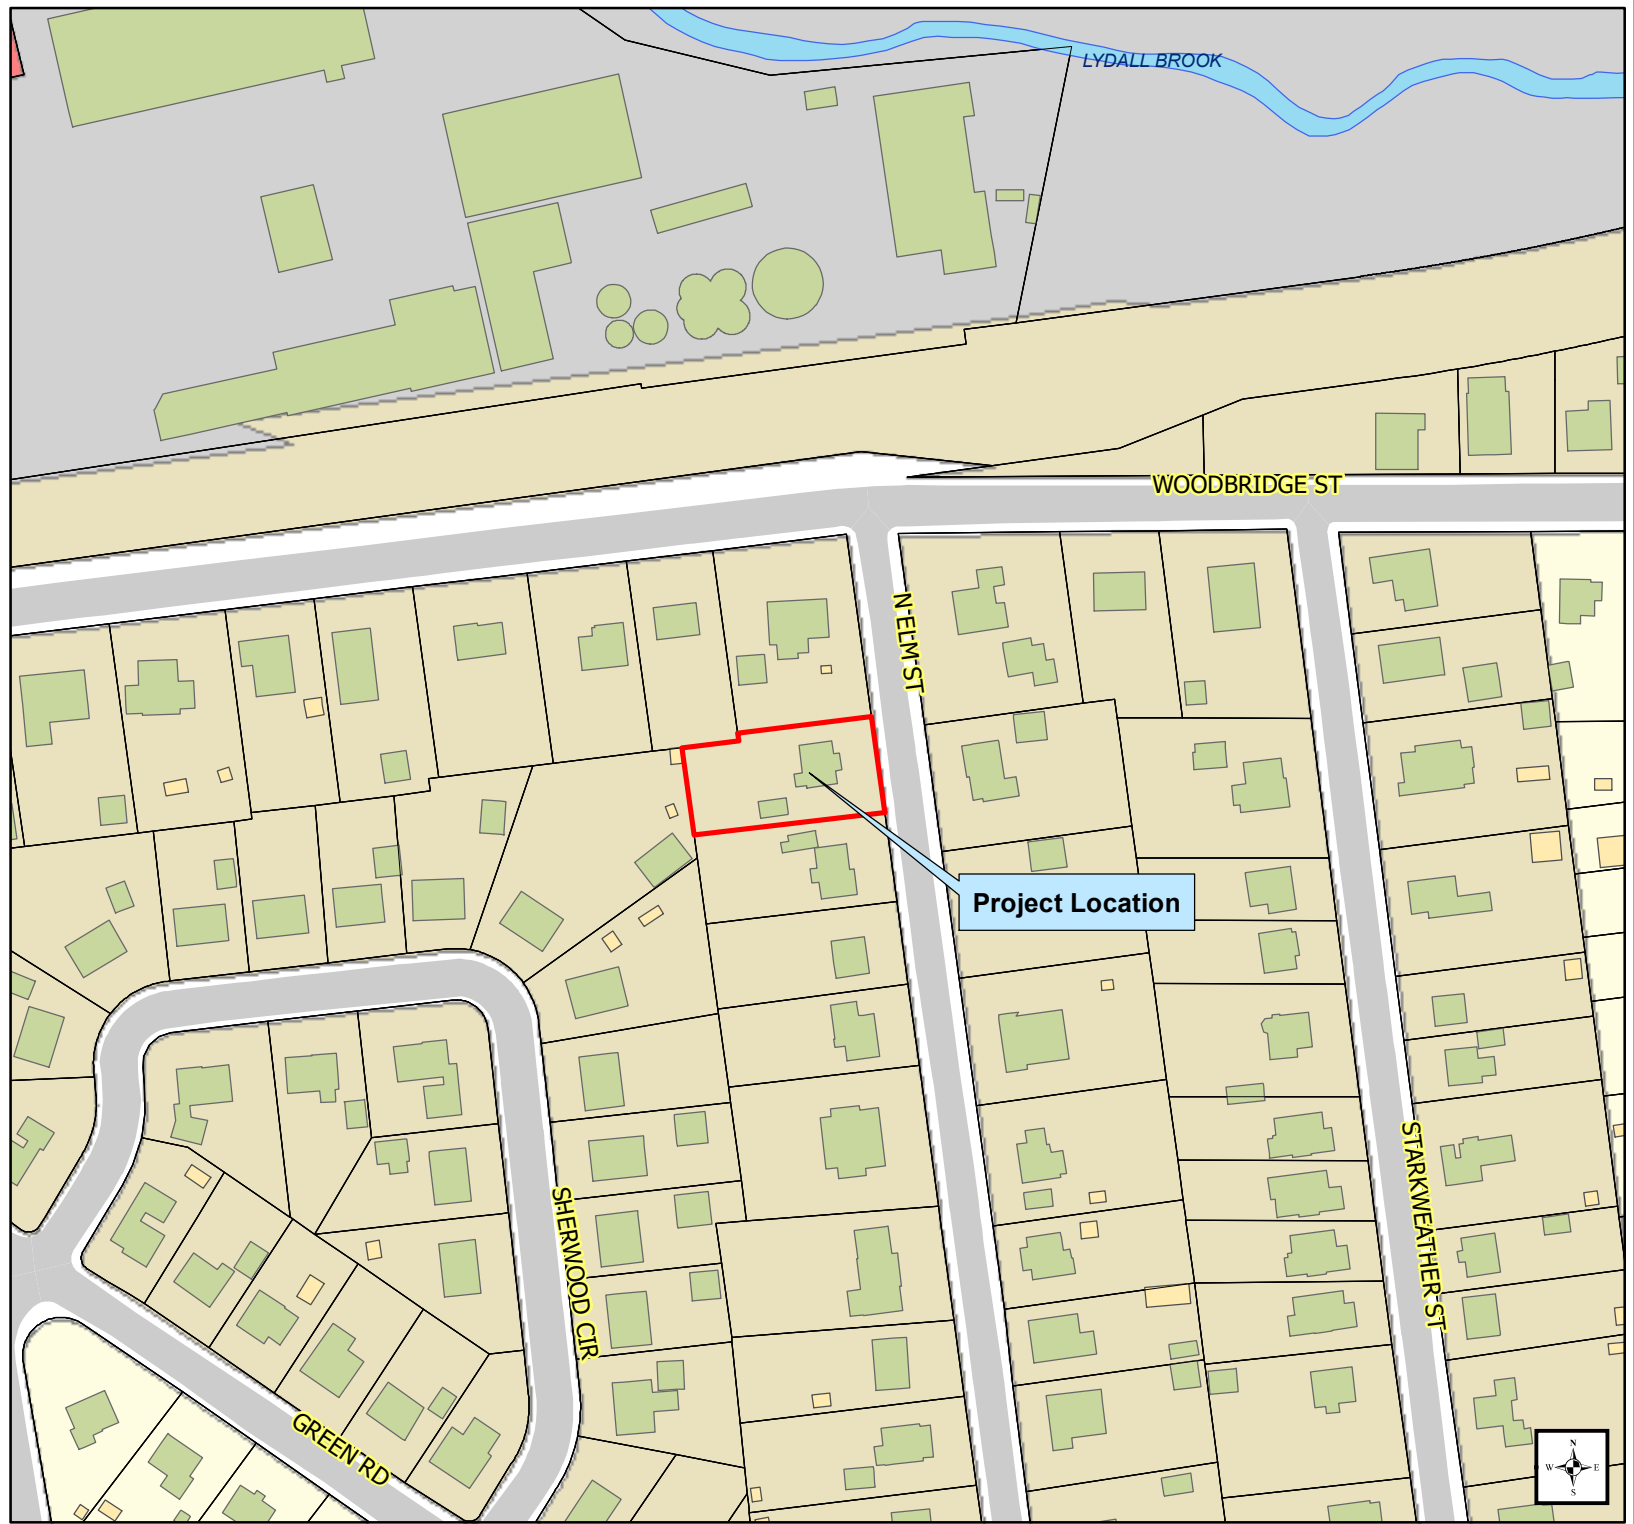 LYDALL BROOK
WOODBRIDGE ST
N ELM ST
Project Location
STARKWEATHER ST
SHERWOOD CIR
GREEN RD
N
W E
S